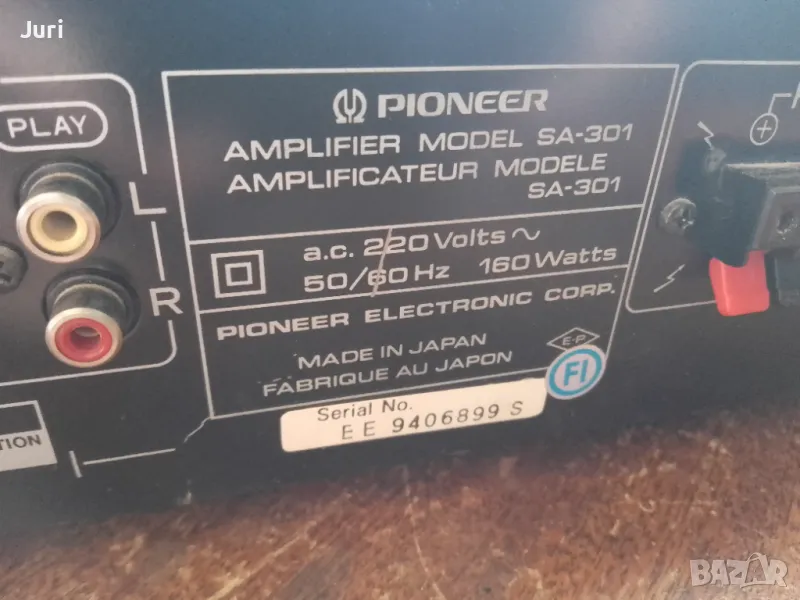 Juri
PIONEER
AMPLIFIER MODEL SA-301
AMPLIFICATEUR MODELE
SA-301
a.c. 220 Volts ~
50/60 Hz 160 Watts
PIONEER ELECTRONIC CORP.
MADE IN JAPAN
FABRIQUE AU JAPON
E-P
FI
Serial No.
EE 9406899 S
PLAY
L
R
TION
BAZAR